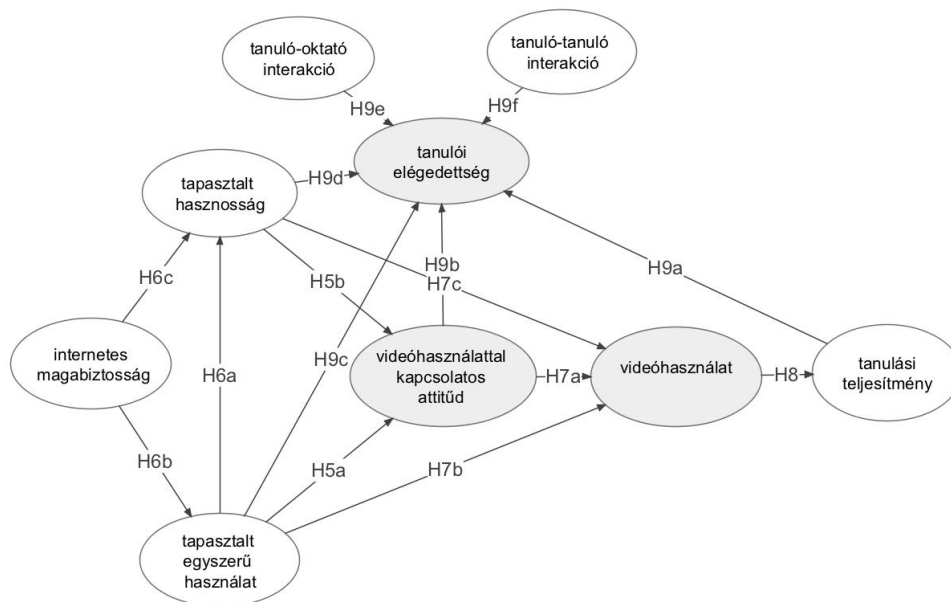 tanuló-oktató
interakció
tanuló-tanuló
interakció
H9e
H9f
tanulói
elégedettség
tapasztalt
hasznosság
H9d
H6c
H5b
H9b
H7c
H9a
internetes
magabiztosság
H6a
H9c
videóhasználattal
kapcsolatos
attitűd
H7a
videóhasználat
H8
tanulási
teljesítmény
H6b
H5a
H7b
tapasztalt
egyszerű
használat